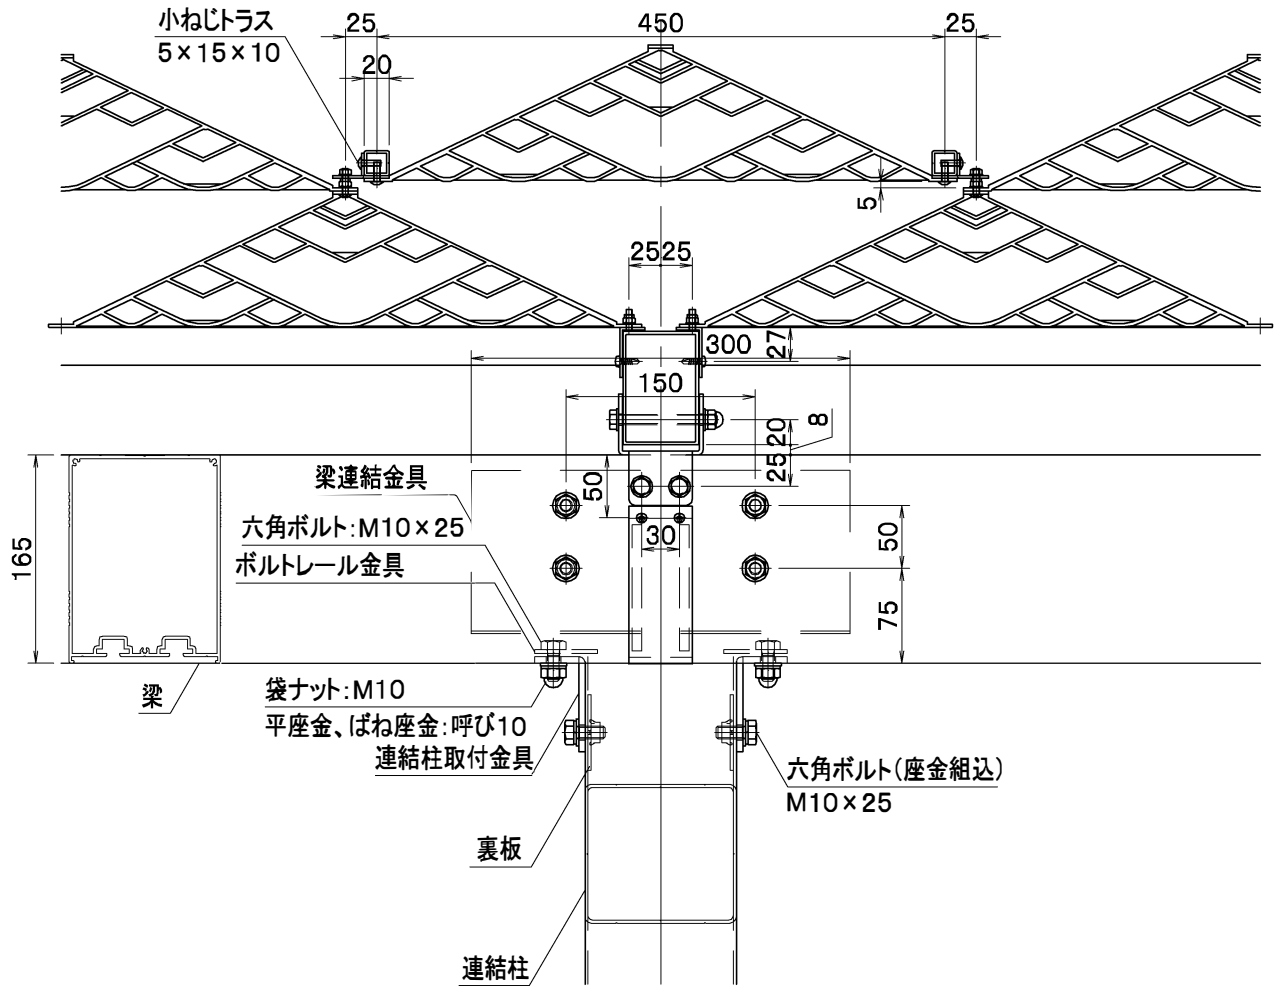 小ねじトラス
5×15×10
25
450
25
20
5
2525
300
27
150
8
20
25
50
30
165
梁連結金具
六角ボルト:M10×25
ボルトレール金具
50
75
梁
袋ナット:M10
平座金、ばね座金:呼び10
連結柱取付金具
六角ボルト(座金組込)
M10×25
裏板
連結柱